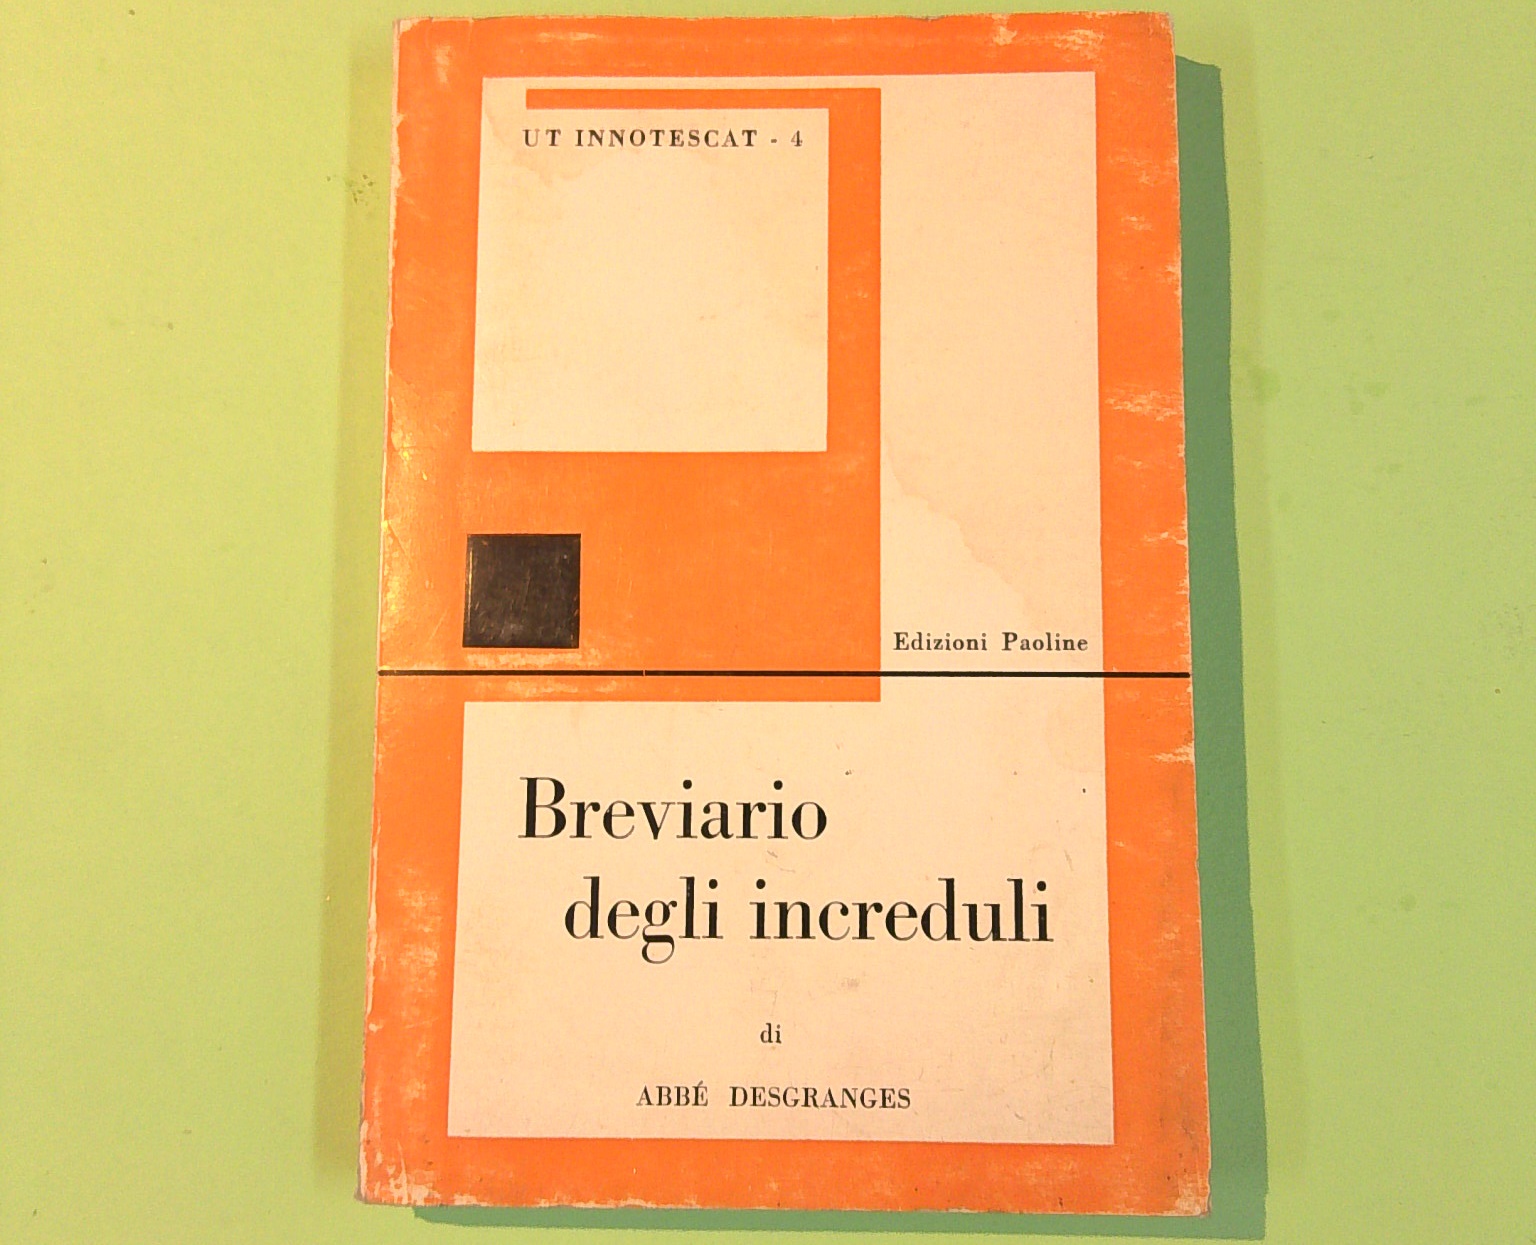 UT INNOTESCAT - 4
Edizioni Paoline
Breviario
degli increduli
di
ABBÉ DESGRANGES